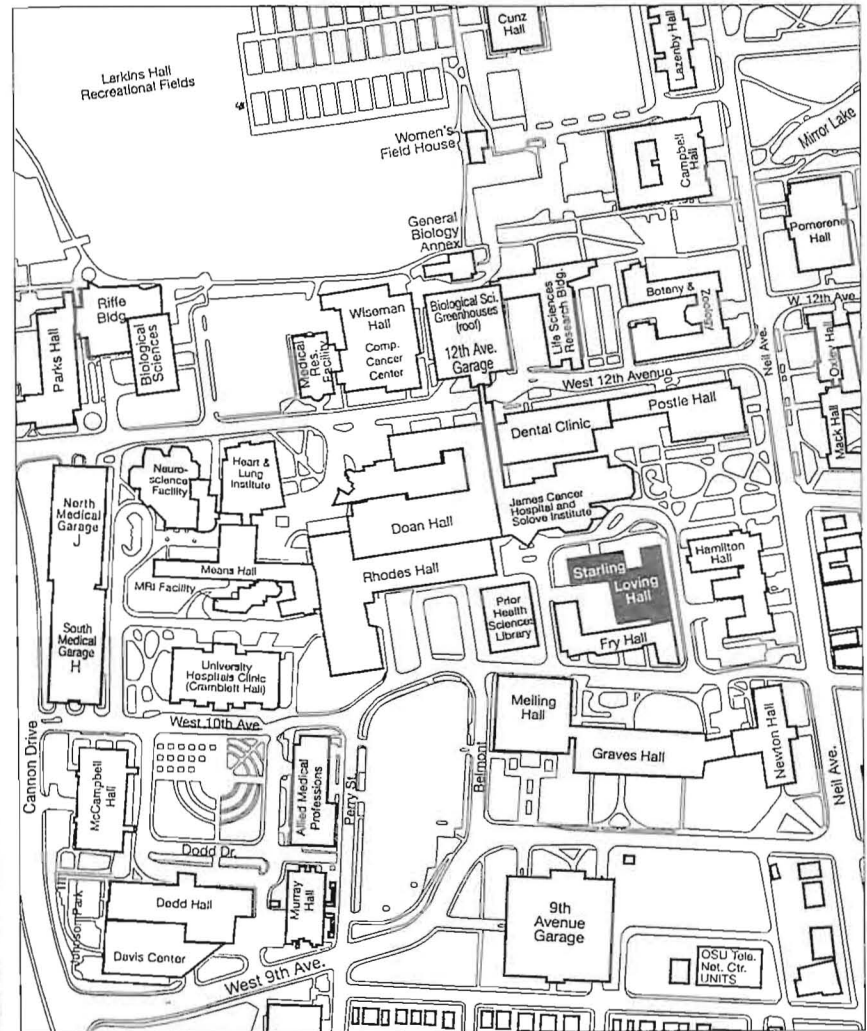 Cunz
Hall
Lazenby Hall
Larkins Hall
Recreational Fields
Mirror Lake
Women's
Field House
Campbell
Hall
Pomerene
Hall
General
Biology
Annex
Riffe
Bldg.
Wiseman
Hall
Comp.
Cancer
Center
Biological Sci.
Greenhouses
(roof)
12th Ave.
Garage
Life Sciences
Research Bldg.
Botany &
Zoology
W. 12th Ave
Parks Hall
Biological
Sciences
Medical
Res.
Facility
Neil Ave.
Oxley Hall
West 12th Avenue
Mack Hall
Dental Clinic
Postle Hall
Neuro-
science
Facility
Heart &
Lung
Institute
North
Medical
Garage
J
Doan Hall
James Cancer
Hospital and
Solove Institute
Means Hall
Rhodes Hall
Hamilton
Hall
Starling
Loving
Hall
MRI Facility
Prior
Health
Sciences
Library
South
Medical
Garage
H
Fry Hall
University
Hospitals Clinic
(Cramblett Hall)
Meiling
Hall
West 10th Ave
Newton Hall
Graves Hall
Cannon Drive
McCampbell
Hall
Allied Medical
Professions
Perry St.
Belmont
Neil Ave.
Dodd Dr.
Dodd Hall
Murray
Hall
9th
Avenue
Garage
Davis Center
OSU Tele.
Net. Ctr.
UNITS
West 9th Ave.